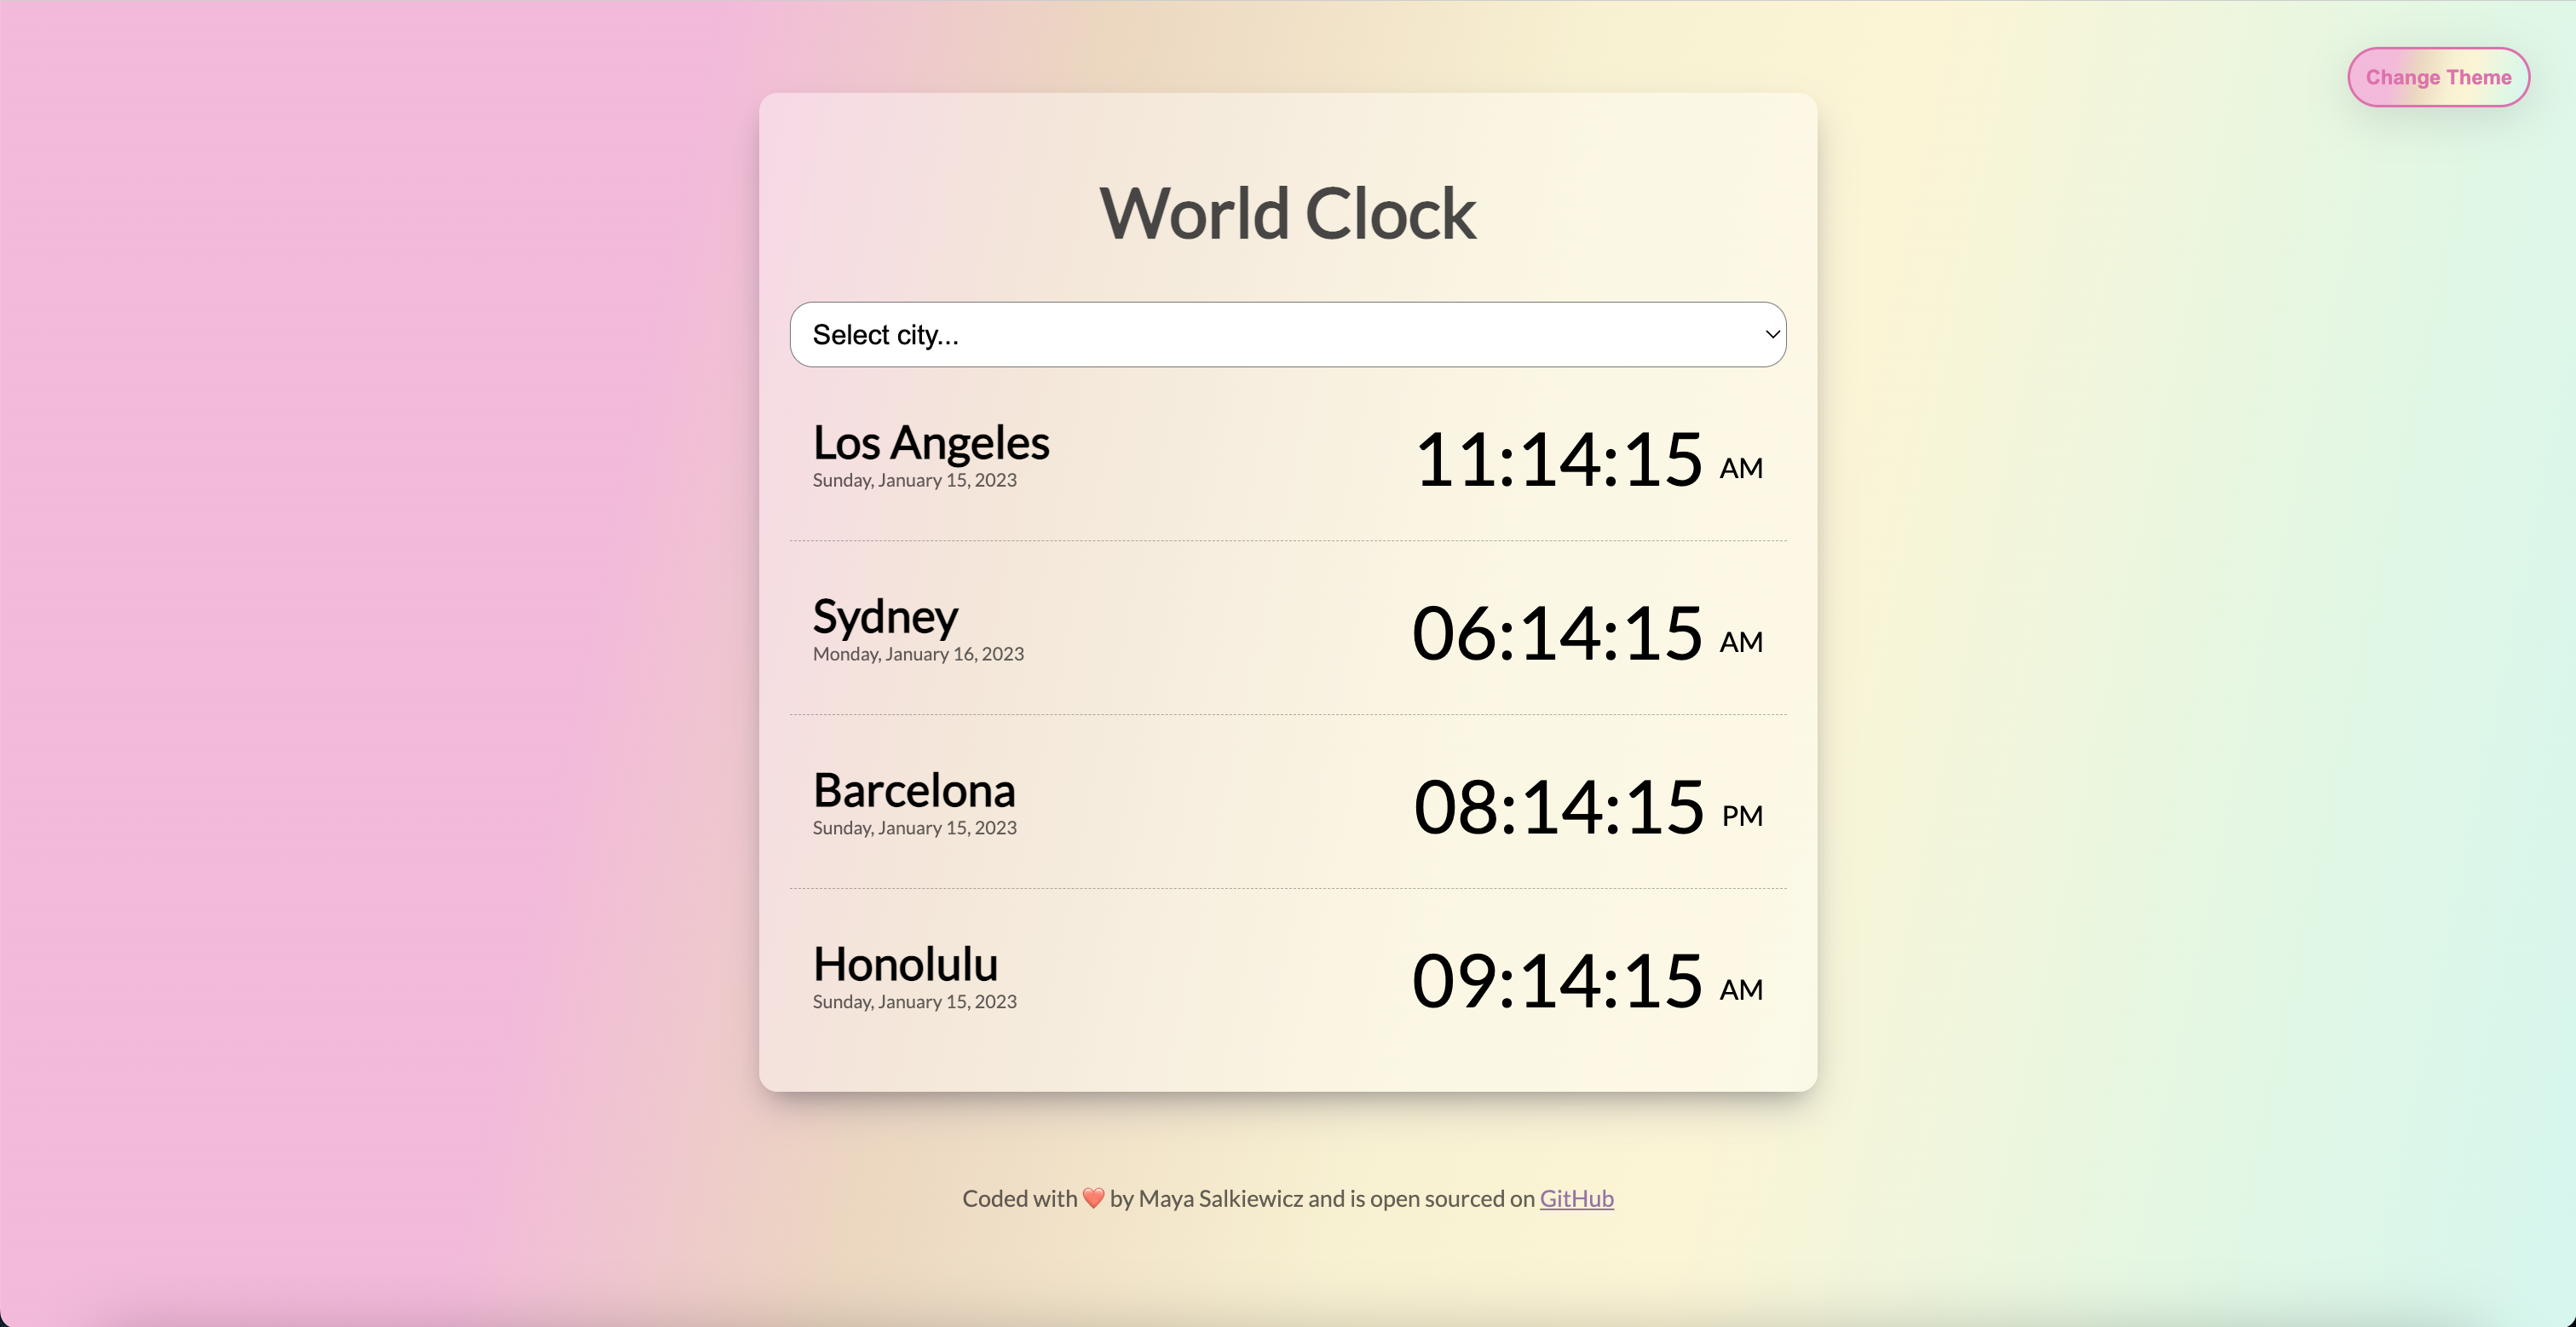 Change Theme
World Clock
Select city...
Los Angeles
Sunday, January 15, 2023
11:14:15 AM
Sydney
Monday, January 16, 2023
06:14:15 AM
Barcelona
Sunday, January 15, 2023
08:14:15 PM
Honolulu
Sunday, January 15, 2023
09:14:15 AM
Coded with ❤️ by Maya Salkiewicz and is open sourced on GitHub